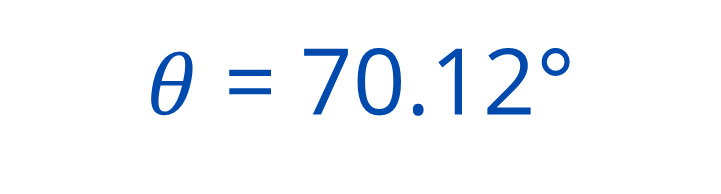 θ = 70.12°